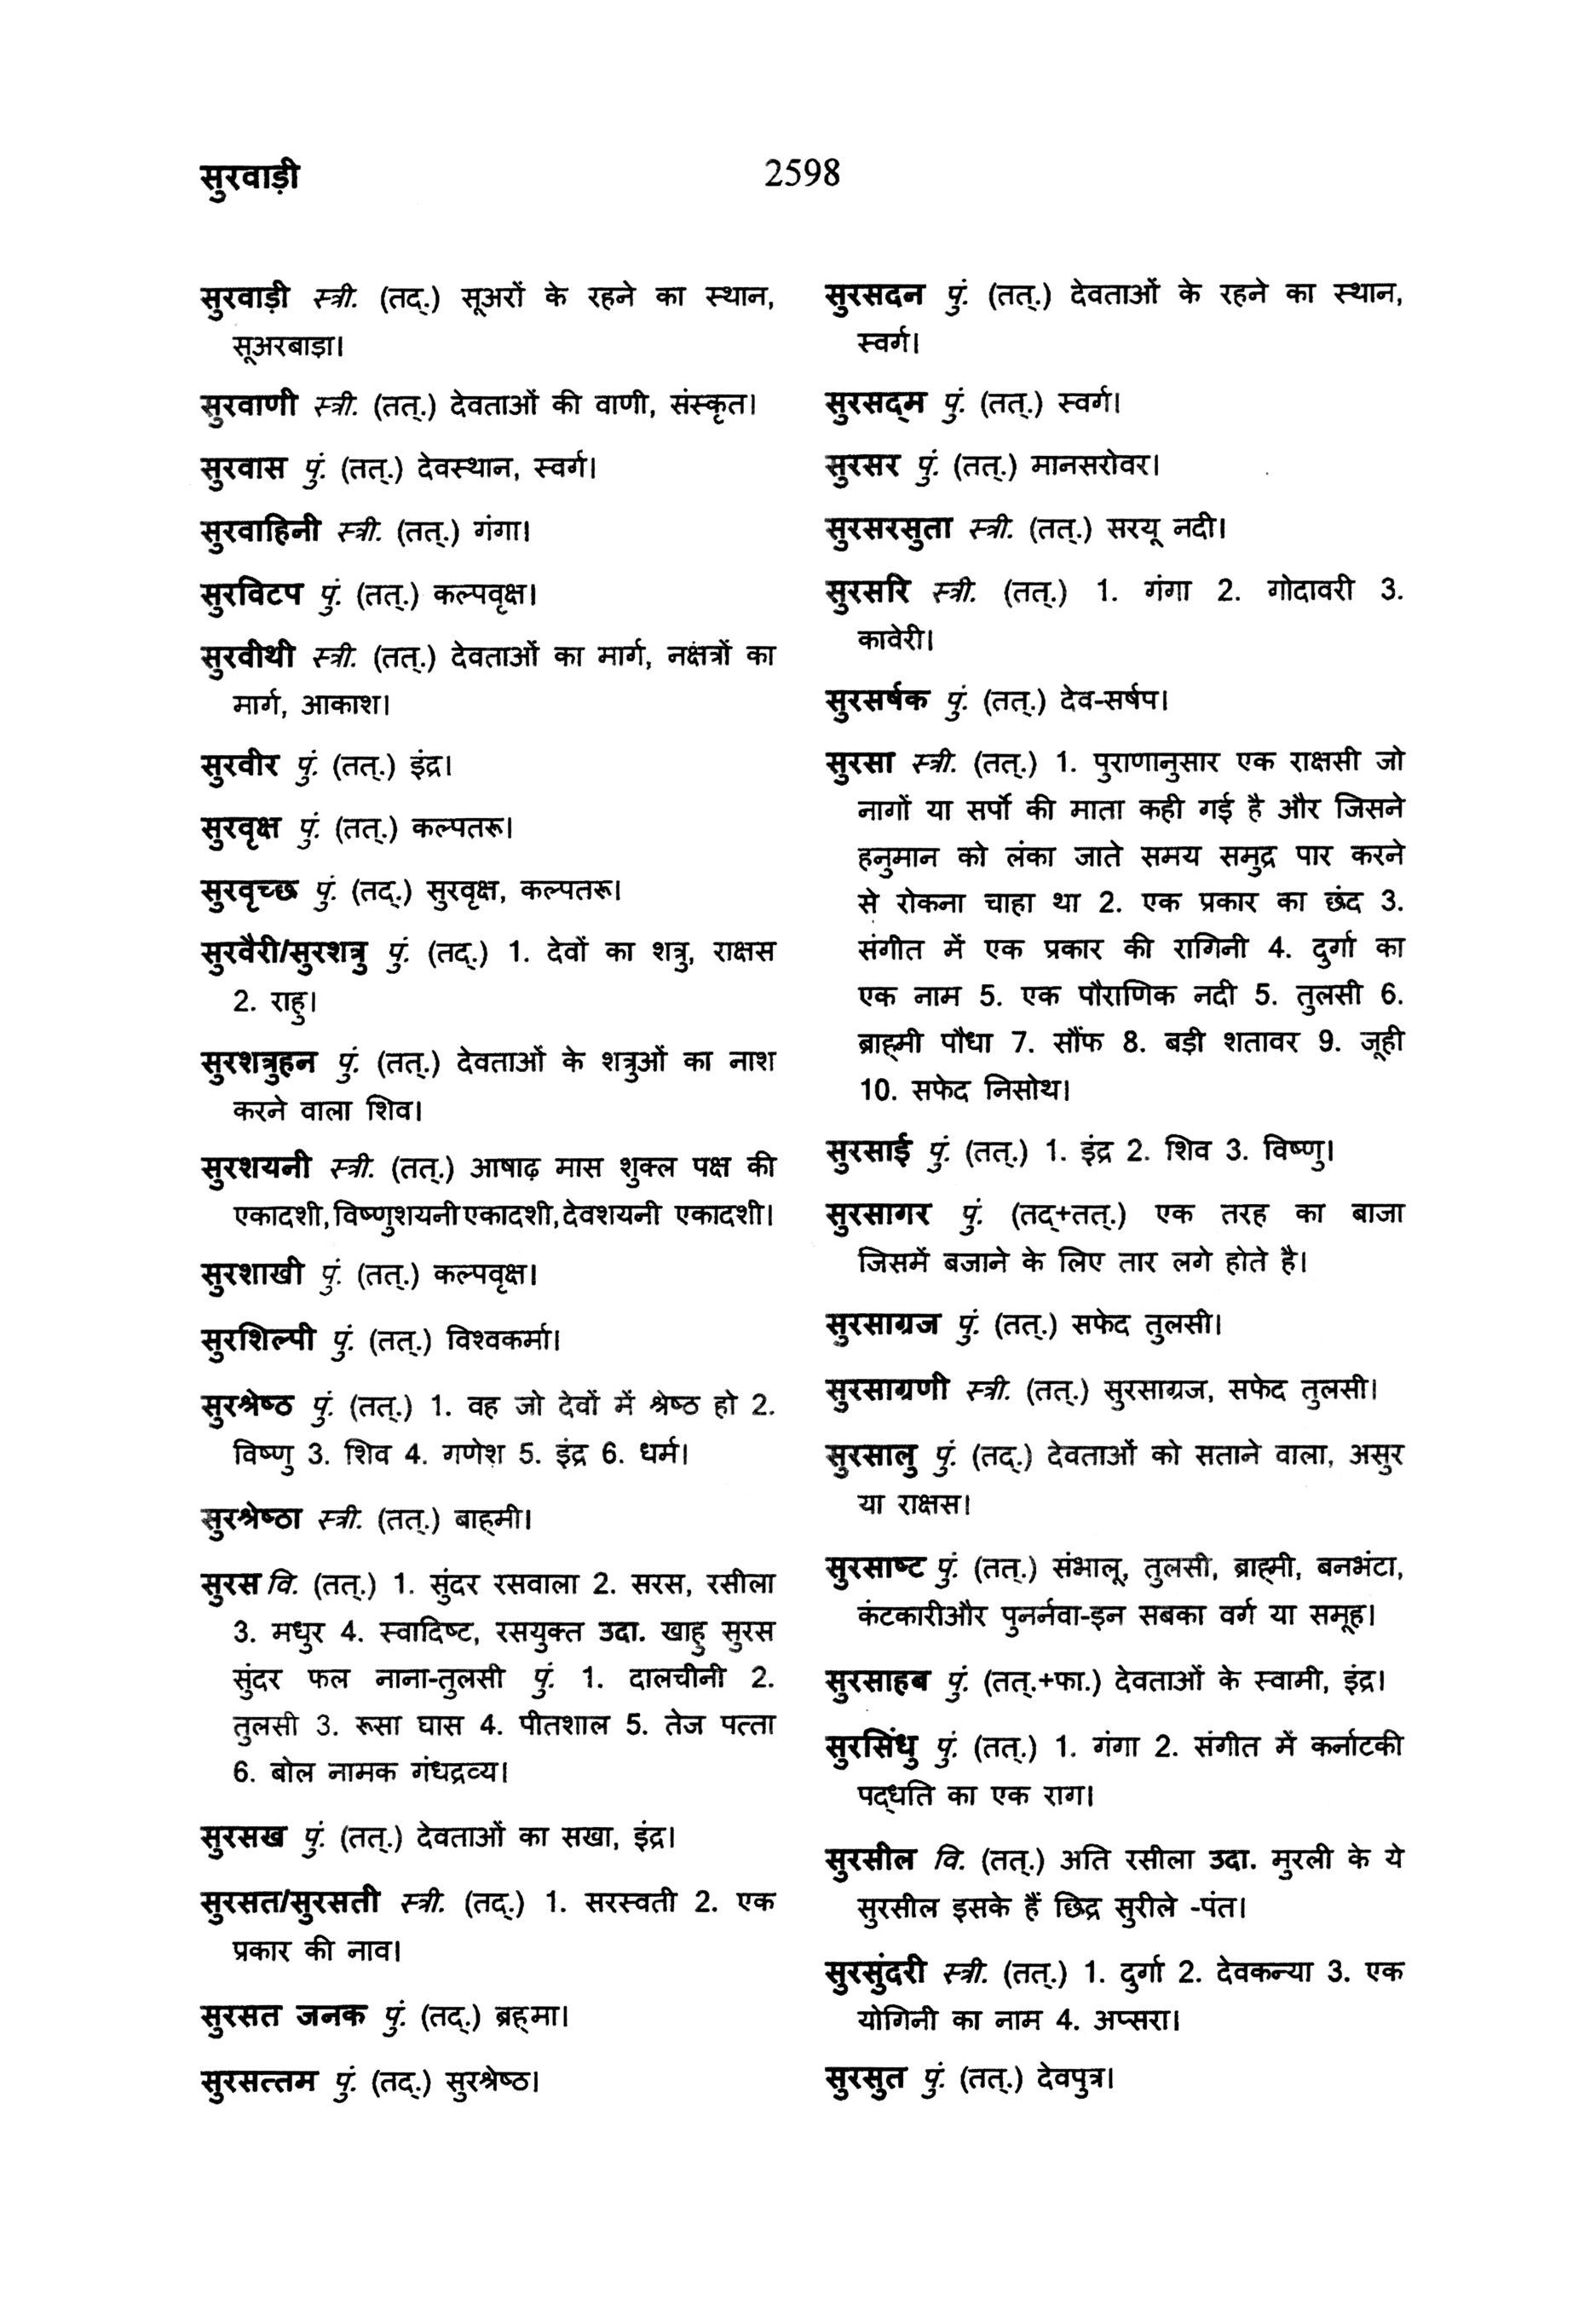 सुरवाड़ी
2598
सुरवाड़ी स्त्री. (तद्.) सूअरों के रहने का स्थान,
सूअरबाड़ा।
सुरवाणी स्त्री. (तत्.) देवताओं की वाणी, संस्कृत।
सुरवास पुं. (तत्.) देवस्थान, स्वर्ग।
सुरवाहिनी स्त्री. (तत्.) गंगा।
सुरविटप पुं. (तत्.) कल्पवृक्ष।
सुरवीथी स्त्री. (तत्.) देवताओं का मार्ग, नक्षत्रों का
मार्ग, आकाश।
सुरवीर पुं. (तत्.) इंद्र।
सुरवृक्ष पुं. (तत्.) कल्पतरू।
सुरवृच्छ पुं. (तद्.) सुरवृक्ष, कल्पतरू।
सुरवैरी/सुरशत्रु पुं. (तद्.) 1. देवों का शत्रु, राक्षस
2. राहु।
सुरशत्रुहन पुं. (तत्.) देवताओं के शत्रुओं का नाश
करने वाला शिव।
सुरशयनी स्त्री. (तत्.) आषाढ़ मास शुक्ल पक्ष की
एकादशी, विष्णुशयनी एकादशी, देवशयनी एकादशी।
सुरशाखी पुं. (तत्.) कल्पवृक्ष।
सुरशिल्पी पुं. (तत्.) विश्वकर्मा।
सुरश्रेष्ठ पुं. (तत्.) 1. वह जो देवों में श्रेष्ठ हो 2.
विष्णु 3. शिव 4. गणेश 5. इंद्र 6. धर्म।
सुरश्रेष्ठा स्त्री. (तत्.) बाह्मी।
सुरस वि. (तत्.) 1. सुंदर रसवाला 2. सरस, रसीला
3. मधुर 4. स्वादिष्ट, रसयुक्त उदा. खाहु सुरस
सुंदर फल नाना-तुलसी पुं. 1. दालचीनी 2.
तुलसी 3. रूसा घास 4. पीतशाल 5. तेज पत्ता
6. बोल नामक गंधद्रव्य।
सुरसख पुं. (तत्.) देवताओं का सखा, इंद्र।
सुरसत/सुरसती स्त्री. (तद्.) 1. सरस्वती 2. एक
प्रकार की नाव।
सुरसत जनक पुं. (तद्.) ब्रह्मा।
सुरसत्तम पुं. (तद्.) सुरश्रेष्ठ।
सुरसदन पुं. (तत्.) देवताओं के रहने का स्थान,
स्वर्ग।
सुरसद्म पुं. (तत्.) स्वर्ग।
सुरसर पुं. (तत्.) मानसरोवर।
सुरसरसुता स्त्री. (तत्.) सरयू नदी।
सुरसरि स्त्री. (तत्.) 1. गंगा 2. गोदावरी 3.
कावेरी।
सुरसर्षक पुं. (तत्.) देव-सर्षप।
सुरसा स्त्री. (तत्.) 1. पुराणानुसार एक राक्षसी जो
नागों या सर्पो की माता कही गई है और जिसने
हनुमान को लंका जाते समय समुद्र पार करने
से रोकना चाहा था 2. एक प्रकार का छंद 3.
संगीत में एक प्रकार की रागिनी 4. दुर्गा का
एक नाम 5. एक पौराणिक नदी 5. तुलसी 6.
ब्राह्मी पौधा 7. सौंफ 8. बड़ी शतावर 9. जूही
10. सफेद निसोथ।
सुरसाई पुं. (तत्.) 1. इंद्र 2. शिव 3. विष्णु।
सुरसागर पुं. (तद्+तत्.) एक तरह का बाजा
जिसमें बजाने के लिए तार लगे होते है।
सुरसाग्रज पुं. (तत्.) सफेद तुलसी।
सुरसाग्रणी स्त्री. (तत्.) सुरसाग्रज, सफेद तुलसी।
सुरसालु पुं. (तद्.) देवताओं को सताने वाला, असुर
या राक्षस।
सुरसाष्ट पुं. (तत्.) संभालू, तुलसी, ब्राह्मी, बनभंटा,
कंटकारीऔर पुनर्नवा-इन सबका वर्ग या समूह।
सुरसाहब पुं. (तत्.+फा.) देवताओं के स्वामी, इंद्र।
सुरसिंधु पुं. (तत्.) 1. गंगा 2. संगीत में कर्नाटकी
पद्धति का एक राग।
सुरसील वि. (तत्.) अति रसीला उदा. मुरली के ये
सुरसील इसके हैं छिद्र सुरीले -पंत।
सुरसुंदरी स्त्री. (तत्.) 1. दुर्गा 2. देवकन्या 3. एक
योगिनी का नाम 4. अप्सरा।
सुरसुत पुं. (तत्.) देवपुत्र।